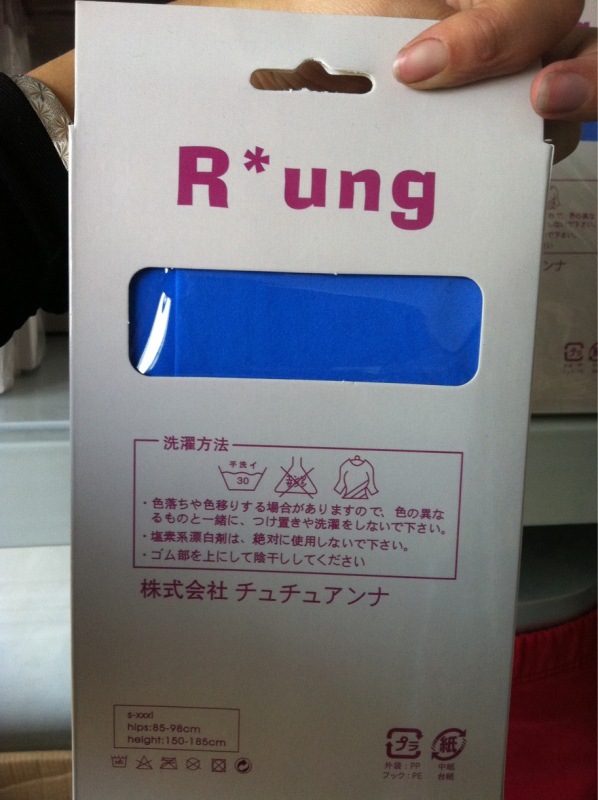 R*ung
洗濯方法
手洗イ
30
・色落ちや色移りする場合がありますので、色の異な
るものと一緒に、つけ置きや洗濯をしないで下さい。
・塩素系漂白剤は、絶対に使用しないで下さい。
・ゴム部を上にして陰干ししてください
株式会社 チュチュアンナ
s-xxxl
hips:85-98cm
height:150-185cm
プラ
外装:PP
フック:PE
紙
中紙
台紙